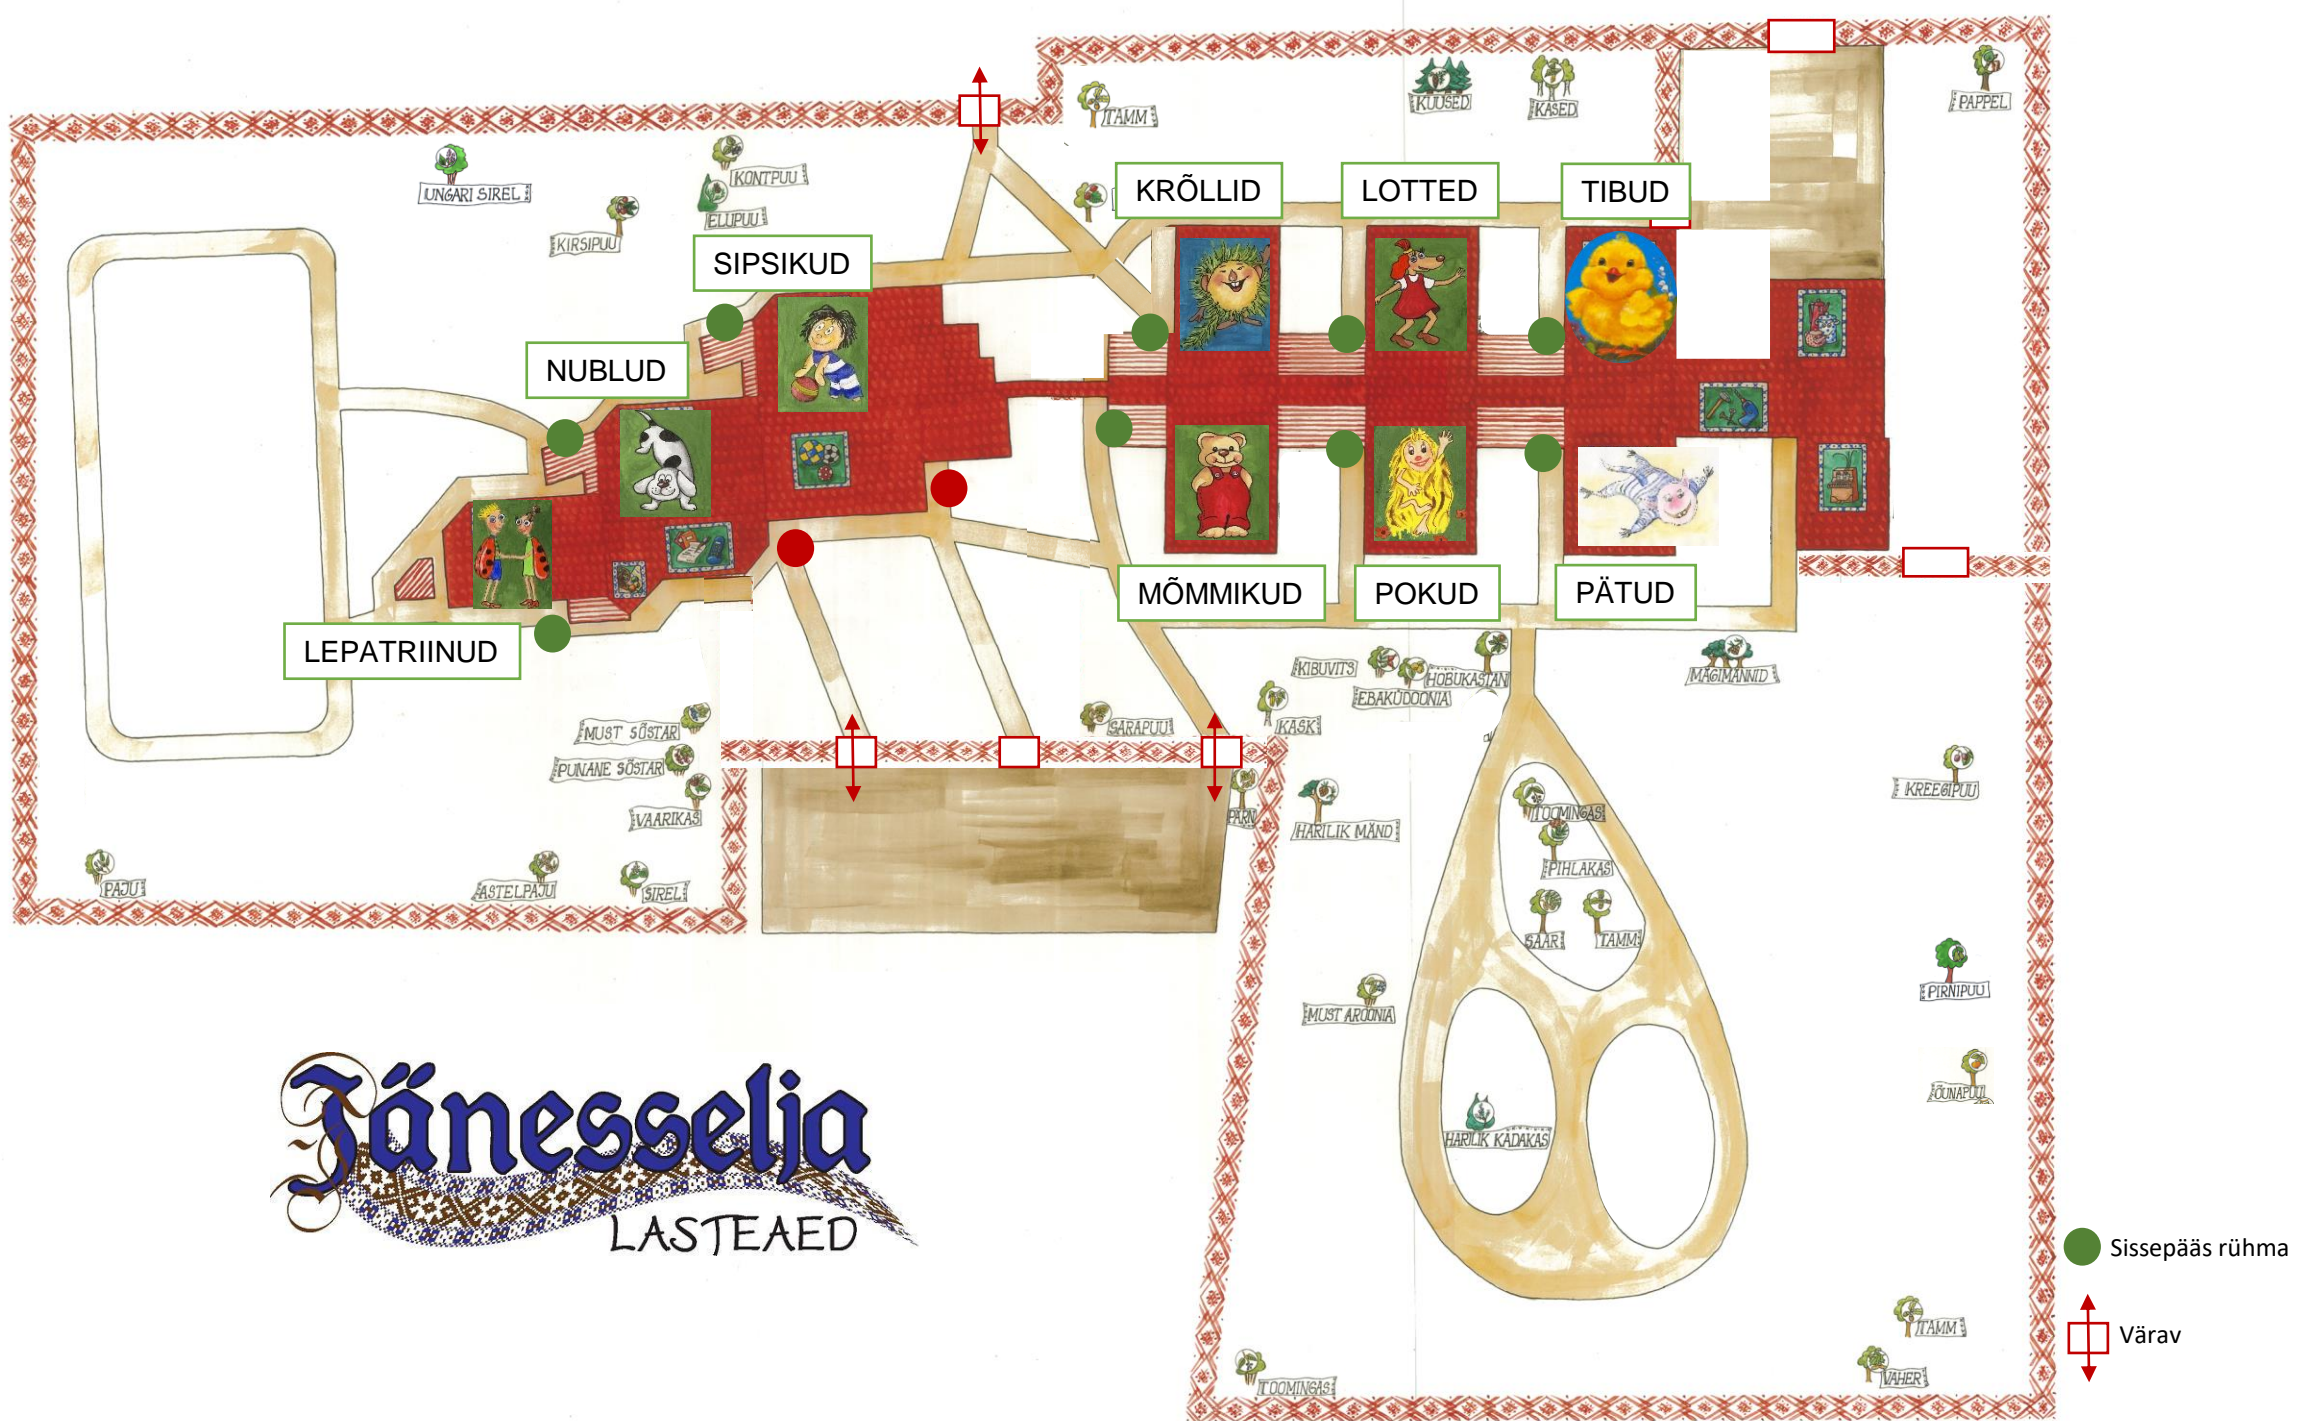 TAMM
KUUSED
KASED
PAPPEL
UNGARI SIREL
KONTPUU
ELUPUU
KIRSIPUU
KRÕLLID
LOTTED
TIBUD
SIPSIKUD
NUBLUD
LEPATRIINUD
MÕMMIKUD
POKUD
PÄTUD
KIBUVITS
HOBUKASTAN
EBAKÜDOONIA
MÄGIMÄNNID
MUST SÕSTAR
SARAPUU
KASK
PUNANE SÕSTAR
VAARIKAS
PÄRN
HARILIK MÄND
KREEGIPUU
TOOMINGAS
PIHLAKAS
PAJU
ASTELPAJU
SIREL
SAAR
TAMM
PIRNIPUU
MUST AROONIA
ÕUNAPUU
HARILIK KADAKAS
Jänesselja
LASTEAED
Sissepääs rühma
Värav
TAMM
VAHER
TOOMINGAS